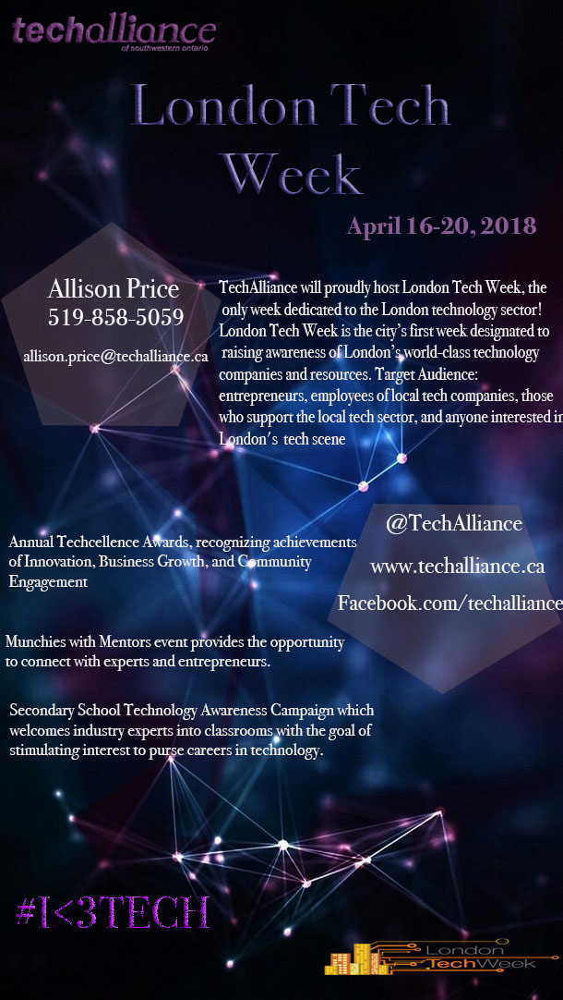 techalliance
of southwestern ontario
London Tech
Week
April 16-20, 2018
Allison Price
519-858-5059
allison.price@techalliance.ca
TechAlliance will proudly host London Tech Week, the
only week dedicated to the London technology sector!
London Tech Week is the city's first week designated to
raising awareness of London's world-class technology
companies and resources. Target Audience:
entrepreneurs, employees of local tech companies, those
who support the local tech sector, and anyone interested in
London's tech scene
@TechAlliance
www.techalliance.ca
Facebook.com/techalliance
Annual Techcellence Awards, recognizing achievements
of Innovation, Business Growth, and Community
Engagement
Munchies with Mentors event provides the opportunity
to connect with experts and entrepreneurs.
Secondary School Technology Awareness Campaign which
welcomes industry experts into classrooms with the goal of
stimulating interest to purse careers in technology.
#I<3TECH
London
TechWeek